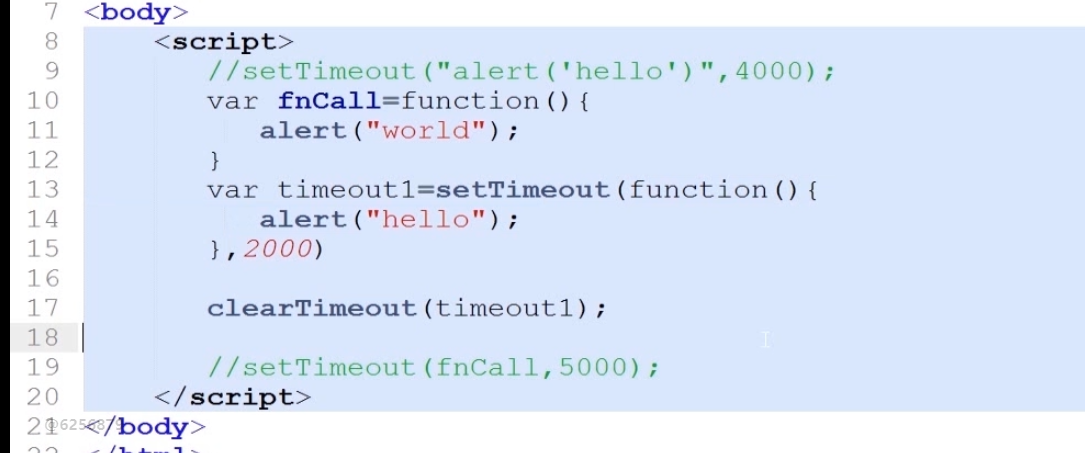 7 <body>
8 <script>
9 //setTimeout("alert('hello')",4000);
10 var fnCall=function(){
11 alert("world");
12 }
13 var timeout1=setTimeout(function(){
14 alert("hello");
15 },2000)
16
17 clearTimeout(timeout1);
18
19 //setTimeout(fnCall,5000);
20 </script>
21 </body>